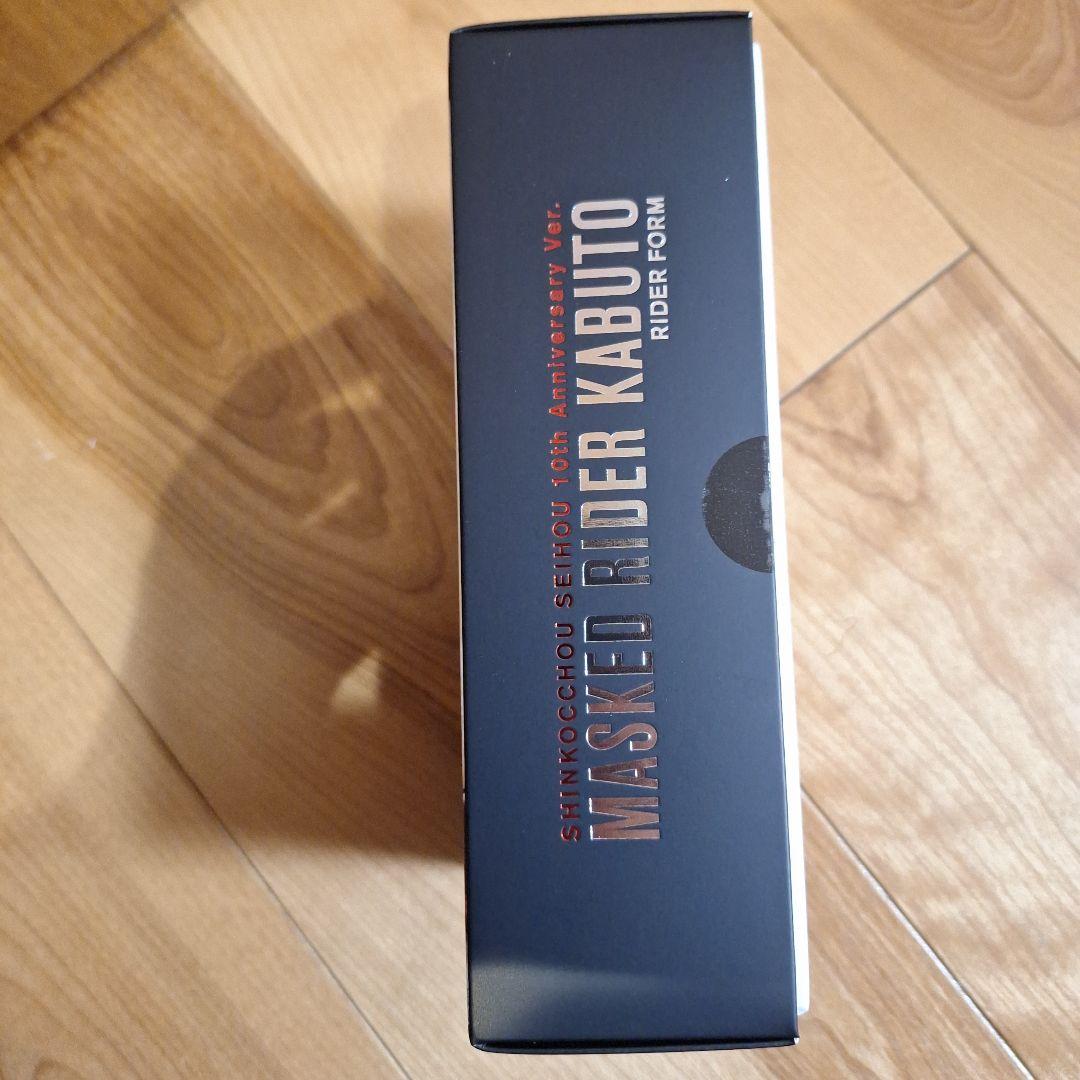 SHINKOCCHOU SEIHOU 10th Anniversary Ver.
MASKED RIDER KABUTO
RIDER FORM